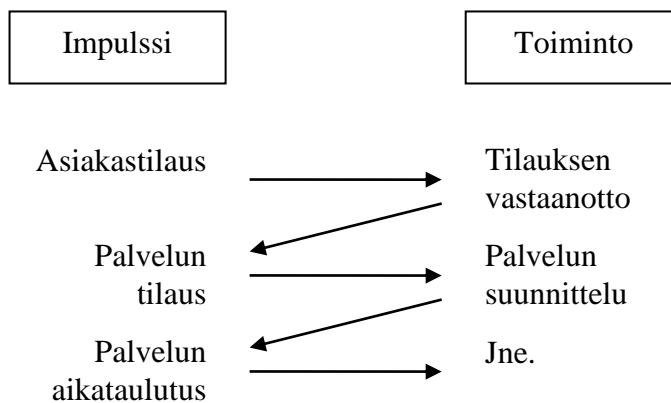 Impulssi
Toiminto
Asiakastilaus
Tilauksen
vastaanotto
Palvelun
tilaus
Palvelun
suunnittelu
Palvelun
aikataulutus
Jne.